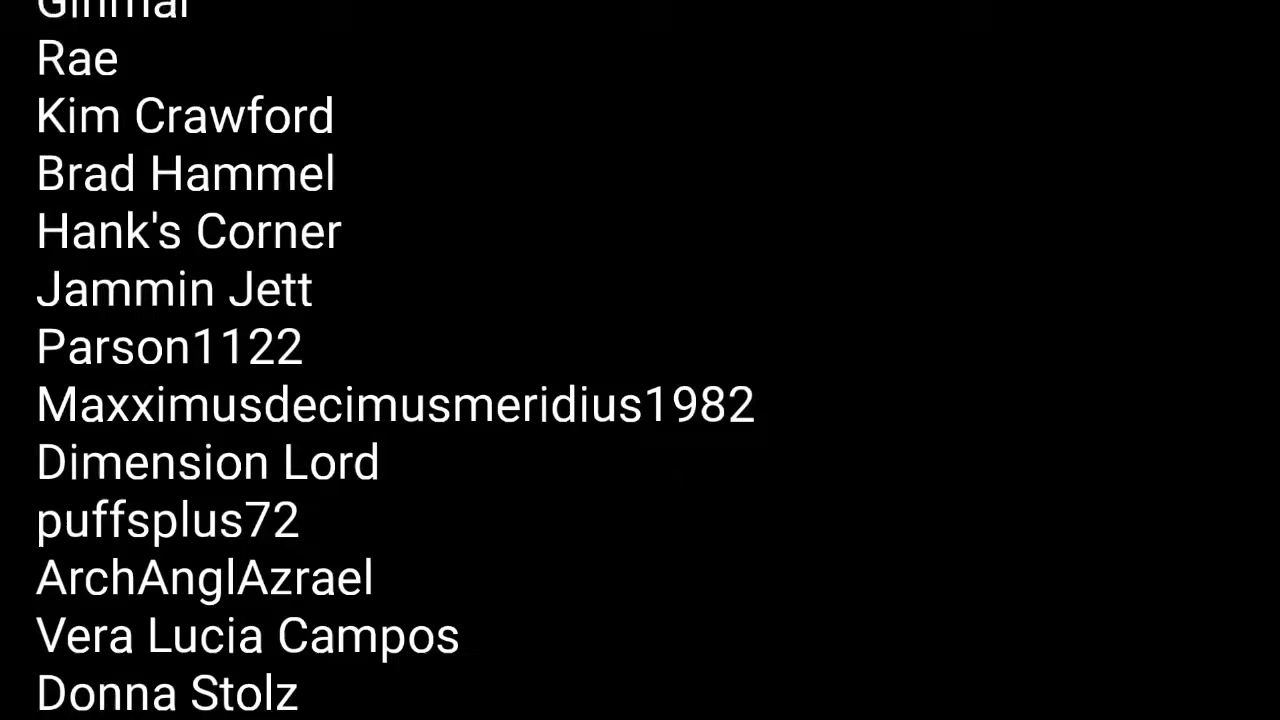 Rae
Kim Crawford
Brad Hammel
Hank's Corner
Jammin Jett
Parson1122
Maxximusdecimusmeridius1982
Dimension Lord
puffsplus72
ArchAnglAzrael
Vera Lucia Campos
Donna Stolz